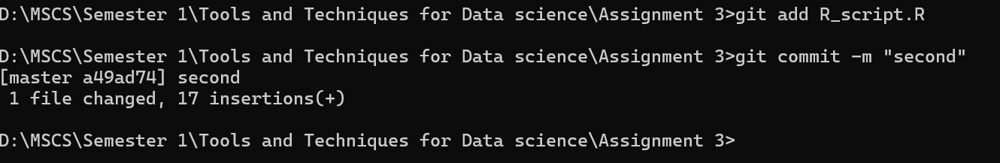 D:\MSCS\Semester 1\Tools and Techniques for Data science\Assignment 3>git add R_script.R
D:\MSCS\Semester 1\Tools and Techniques for Data science\Assignment 3>git commit -m "second"
[master a49ad74] second
 1 file changed, 17 insertions(+)
D:\MSCS\Semester 1\Tools and Techniques for Data science\Assignment 3>